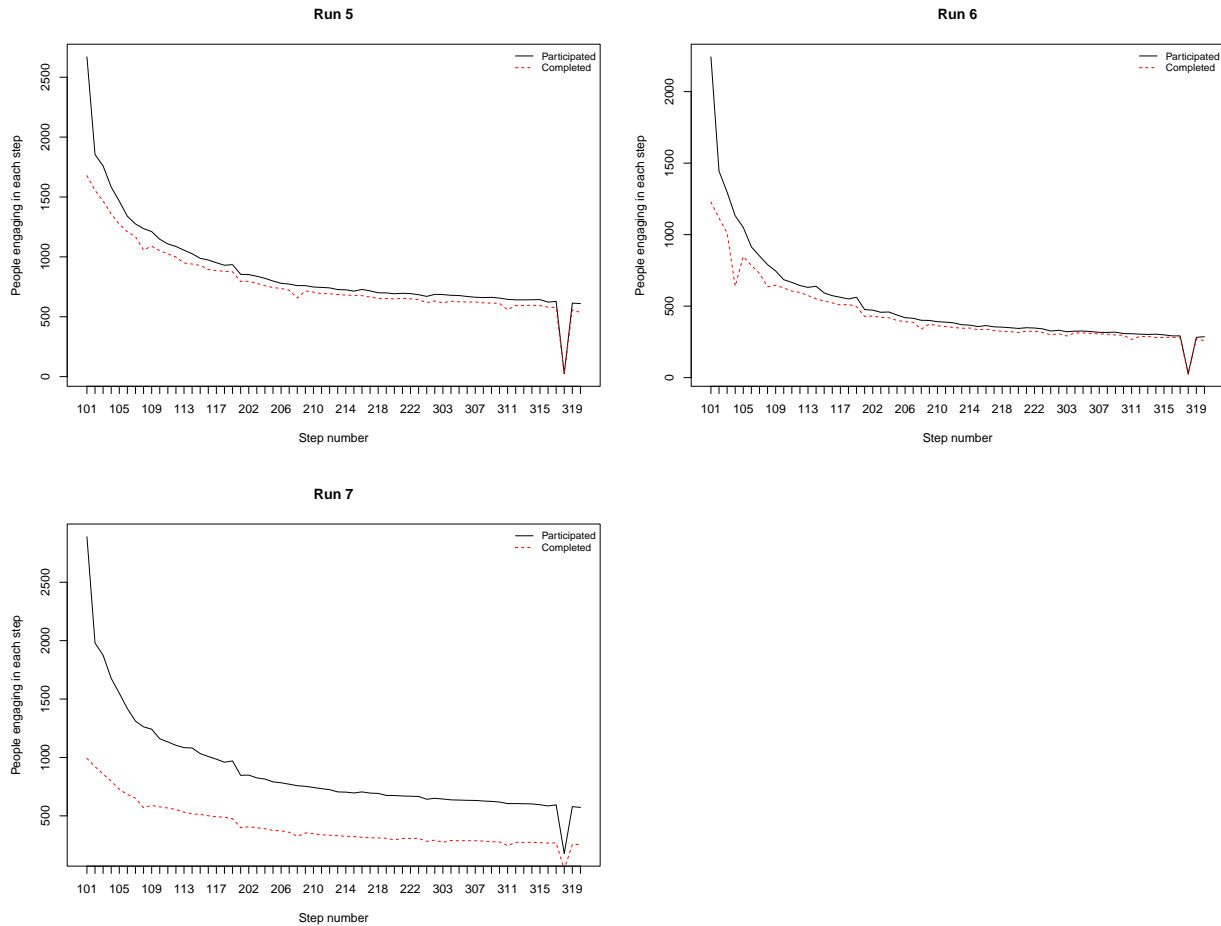 Run 5
Participated
Completed
People engaging in each step
2500
2000
1500
1000
500
0
101 105 109 113 117 202 206 210 214 218 222 303 307 311 315 319
Step number
Run 6
Participated
Completed
People engaging in each step
2000
1500
1000
500
0
101 105 109 113 117 202 206 210 214 218 222 303 307 311 315 319
Step number
Run 7
Participated
Completed
People engaging in each step
2500
2000
1500
1000
500
101 105 109 113 117 202 206 210 214 218 222 303 307 311 315 319
Step number